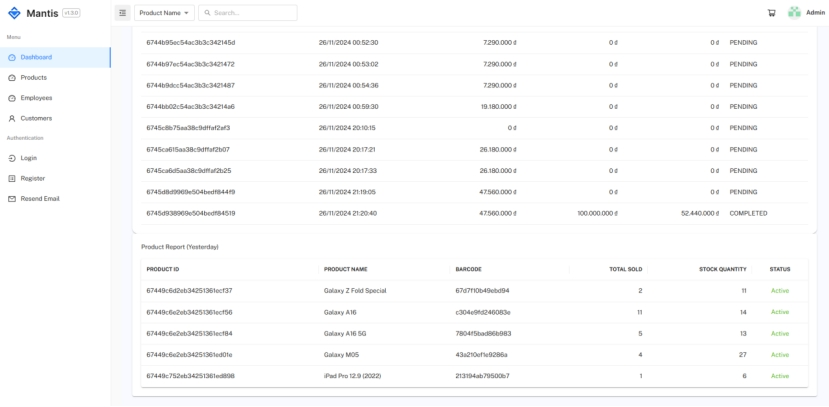 Mantis v1.3.0
Product Name
Search...
Admin
Menu
Dashboard
Products
Employees
Customers
Authentication
Login
Register
Resend Email
6744b95ec54ac3b3c342145d 26/11/2024 00:52:30 7.290.000 đ 0 đ 0 đ PENDING
6744b97ec54ac3b3c3421472 26/11/2024 00:53:02 7.290.000 đ 0 đ 0 đ PENDING
6744b9dcc54ac3b3c3421487 26/11/2024 00:54:36 7.290.000 đ 0 đ 0 đ PENDING
6744bb02c54ac3b3c34214a6 26/11/2024 00:59:30 19.180.000 đ 0 đ 0 đ PENDING
6745c8b75aa38c9dffaf2af3 26/11/2024 20:10:15 0 đ 0 đ 0 đ PENDING
6745ca615aa38c9dffaf2b07 26/11/2024 20:17:21 26.180.000 đ 0 đ 0 đ PENDING
6745ca6d5aa38c9dffaf2b25 26/11/2024 20:17:33 26.180.000 đ 0 đ 0 đ PENDING
6745d8d9969e504bedf844f9 26/11/2024 21:19:05 47.560.000 đ 0 đ 0 đ PENDING
6745d938969e504bedf84519 26/11/2024 21:20:40 47.560.000 đ 100.000.000 đ 52.440.000 đ COMPLETED
Product Report (Yesterday)
PRODUCT ID PRODUCT NAME BARCODE TOTAL SOLD STOCK QUANTITY STATUS
67449c6d2eb34251361ecf37 Galaxy Z Fold Special 67d7f10b49ebd94 2 11 Active
67449c6e2eb34251361ecf56 Galaxy A16 c304e9fd246083e 11 14 Active
67449c6e2eb34251361ecf84 Galaxy A16 5G 7804f5bad86b983 5 13 Active
67449c6e2eb34251361ed01e Galaxy M05 43a210ef1e9286a 4 27 Active
67449c752eb34251361ed898 iPad Pro 12.9 (2022) 213194ab79500b7 1 6 Active